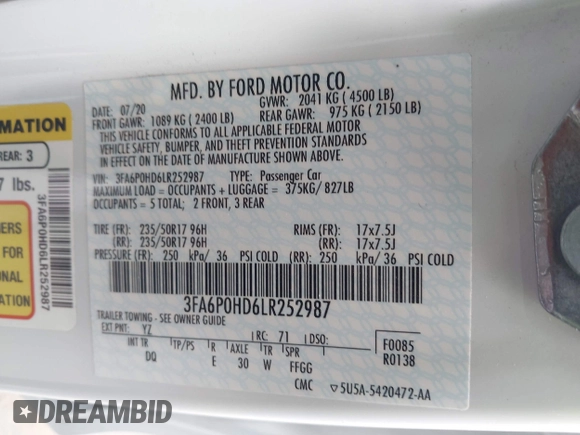 MFD. BY FORD MOTOR CO.
DATE: 07/20 GVWR: 2041 KG ( 4500 LB)
FRONT GAWR: 1089 KG ( 2400 LB) REAR GAWR: 975 KG ( 2150 LB)
THIS VEHICLE CONFORMS TO ALL APPLICABLE FEDERAL MOTOR
VEHICLE SAFETY, BUMPER, AND THEFT PREVENTION STANDARDS
IN EFFECT ON THE DATE OF MANUFACTURE SHOWN ABOVE.
VIN: 3FA6P0HD6LR252987 TYPE: Passenger Car
MAXIMUM LOAD = OCCUPANTS + LUGGAGE = 375KG/ 827LB
OCCUPANTS = 5 TOTAL; 2 FRONT, 3 REAR
TIRE (FR): 235/50R17 96H RIMS (FR): 17x7.5J
(RR): 235/50R17 96H (RR): 17x7.5J
PRESSURE (FR): 250 kPa/ 36 PSI COLD (RR): 250 kPa/ 36 PSI COLD
3FA6P0HD6LR252987
TRAILER TOWING - SEE OWNER GUIDE
EXT PNT: YZ RC: 71 DSO: F0085
INT TR TP/PS R AXLE TR SPR R0138
DQ E 30 W FFGG
CMC ▽5U5A-5420472-AA
RMATION
REAR: 3
7 lbs.
3FA6P0HD6LR252987
ERS
FOR
ONAL
ON
DREAMBID